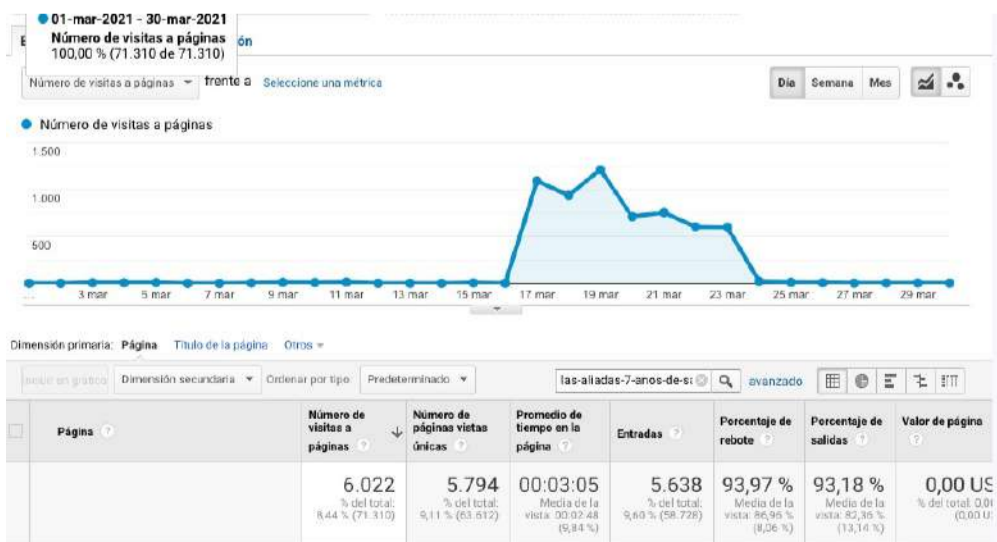 01-mar-2021 - 30-mar-2021
Número de visitas a páginas
100,00 % (71.310 de 71.310)
E
ón
Número de visitas a páginas frente a Seleccione una métrica
Día Semana Mes
Número de visitas a páginas
1.500
1.000
500
... 3 mar 5 mar 7 mar 9 mar 11 mar 13 mar 15 mar 17 mar 19 mar 21 mar 23 mar 25 mar 27 mar 29 mar
Dimensión primaria: Página Título de la página Otros
Dimensión secundaria Ordenar por tipo: Predeterminado las-aliadas-7-anos-de-su avanzado
Página ? Número de visitas a páginas ? Número de páginas vistas únicas ? Promedio de tiempo en la página ? Entradas ? Porcentaje de rebote ? Porcentaje de salidas ? Valor de página ?
6.022 5.794 00:03:05 5.638 93,97 % 93,18 % 0,00 US
% del total: % del total: Media de la % del total: Media de la Media de la % del total: 0,00
8,44 % (71.310) 9,11 % (63.612) vista: 00:02:48 9,60 % (58.728) vista: 86,96 % vista: 82,36 % (0,00 U
(9,84 %) (8,06 %) (13,14 %)